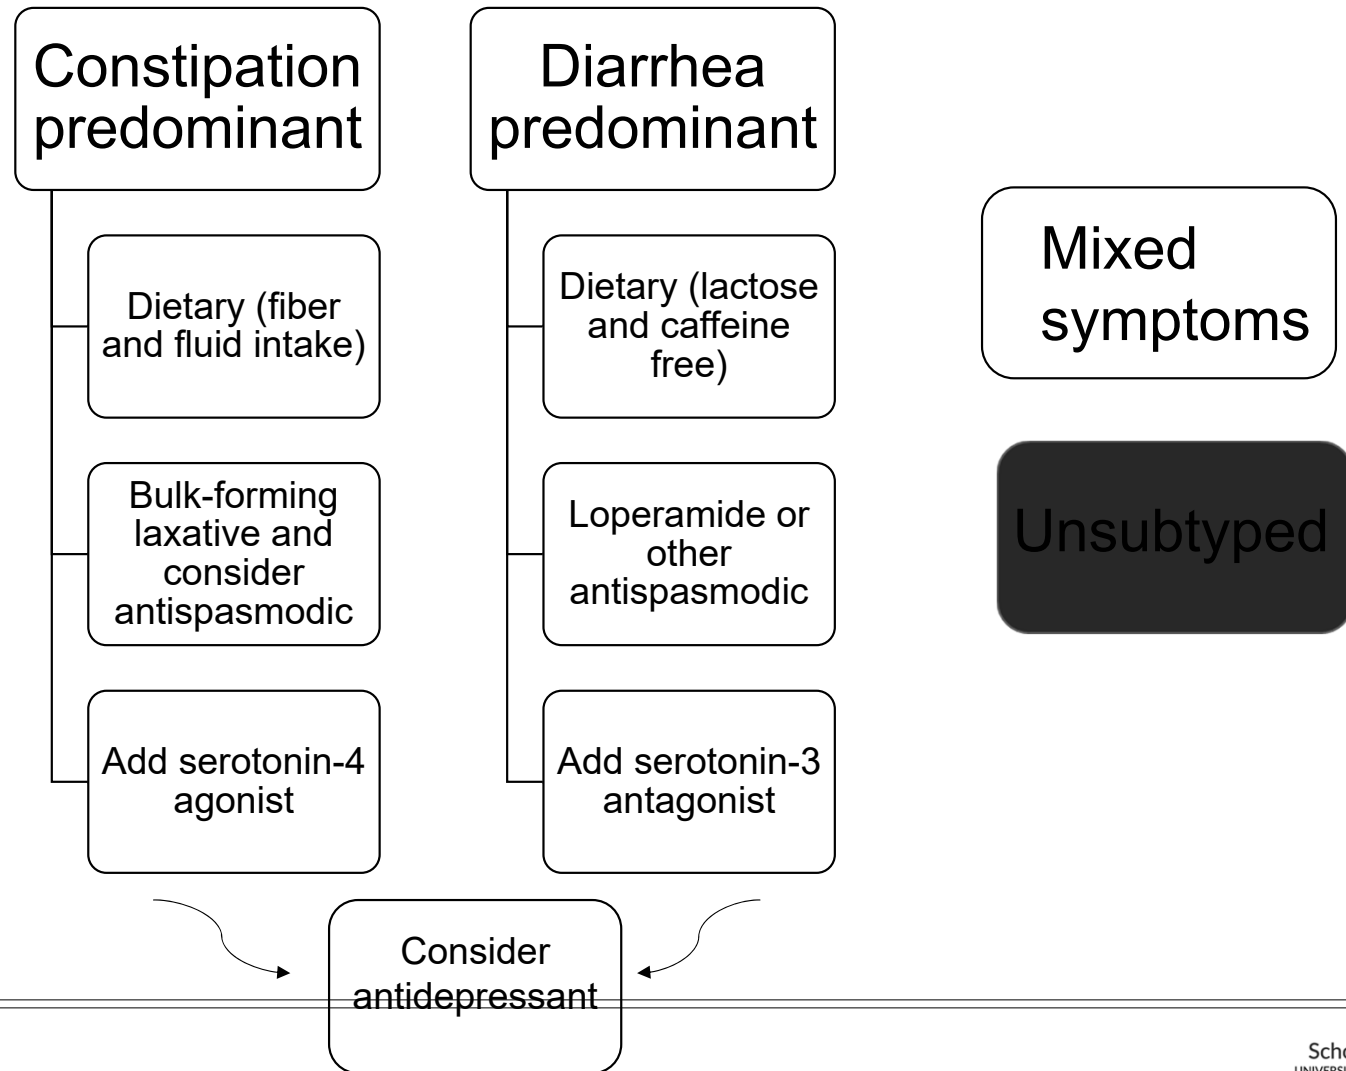 Constipation
predominant
Dietary (fiber
and fluid intake)
Bulk-forming
laxative and
consider
antispasmodic
Add serotonin-4
agonist
Diarrhea
predominant
Dietary (lactose
and caffeine
free)
Loperamide or
other
antispasmodic
Add serotonin-3
antagonist
Consider
antidepressant
Mixed
symptoms
Unsubtyped